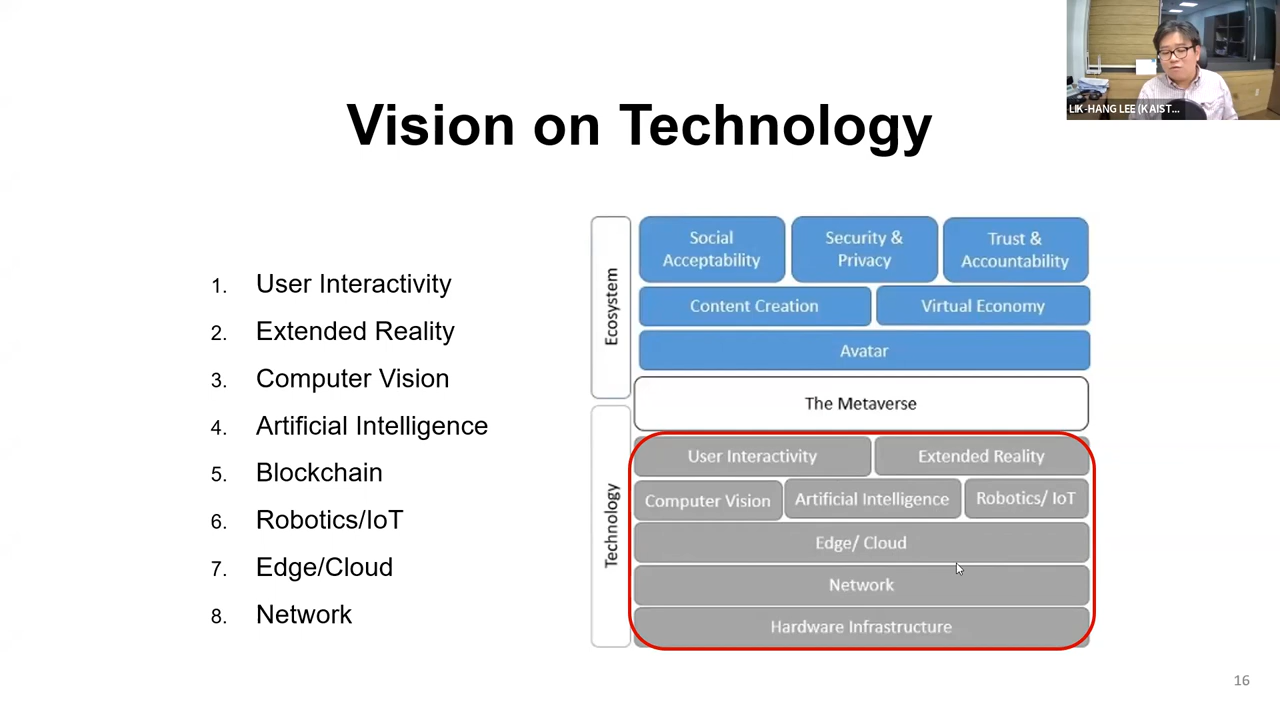 LIK-HANG LEE (KAIST...
Vision on Technology
1. User Interactivity
2. Extended Reality
3. Computer Vision
4. Artificial Intelligence
5. Blockchain
6. Robotics/IoT
7. Edge/Cloud
8. Network
Ecosystem
Social
Acceptability
Security &
Privacy
Trust &
Accountability
Content Creation
Virtual Economy
Avatar
The Metaverse
Technology
User Interactivity
Extended Reality
Computer Vision
Artificial Intelligence
Robotics/ IoT
Edge/ Cloud
Network
Hardware Infrastructure
16